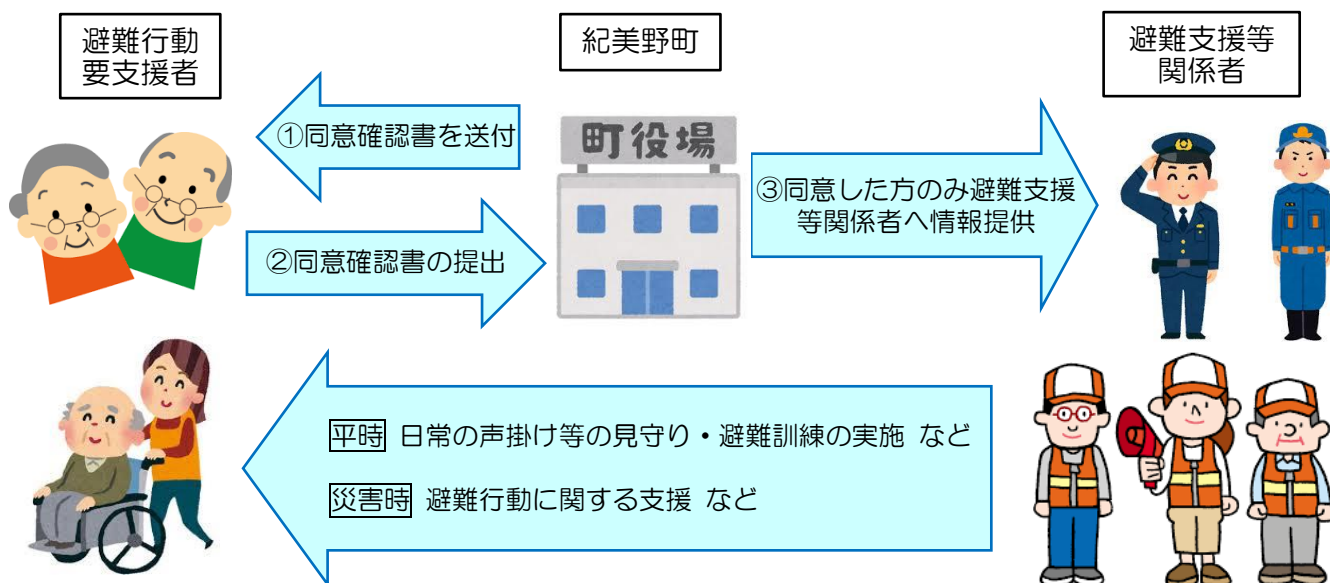 避難行動
要支援者
紀美野町
避難支援等
関係者
①同意確認書を送付
町役場
③同意した方のみ避難支援
等関係者へ情報提供
②同意確認書の提出
平時 日常の声掛け等の見守り・避難訓練の実施 など
災害時 避難行動に関する支援 など